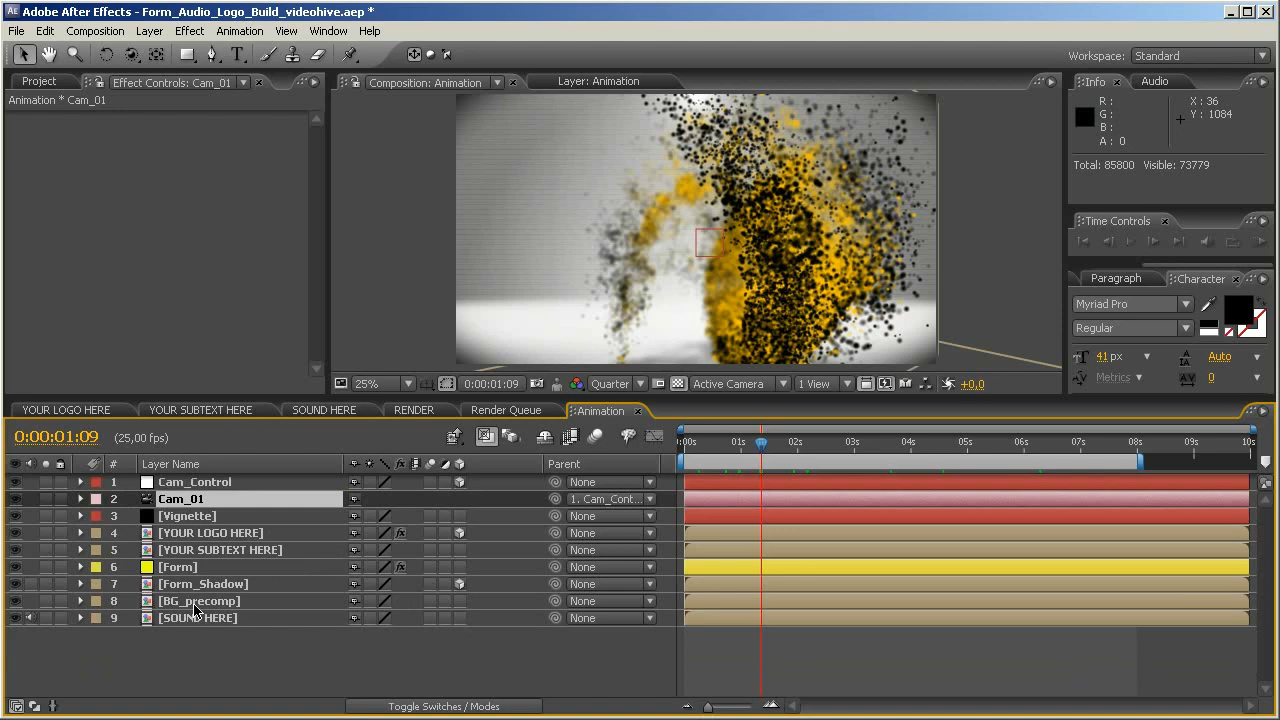 Adobe After Effects - Form_Audio_Logo_Build_videohive.aep *
File Edit Composition Layer Effect Animation View Window Help
Workspace: Standard
Project Effect Controls: Cam_01
Composition: Animation Layer: Animation
Info Audio
Animation * Cam_01
R :
G :
B :
A : 0
X : 36
Y : 1084
Total: 85800 Visible: 73779
Time Controls
Paragraph Character
Myriad Pro
Regular
41 px Auto
Metrics 0
25% 0:00:01:09 Quarter Active Camera 1 View +0,0
YOUR LOGO HERE YOUR SUBTEXT HERE SOUND HERE RENDER Render Queue Animation
0:00:01:09 (25,00 fps)
:00s 01s 02s 03s 04s 05s 06s 07s 08s 09s 10s
# Layer Name Parent
1 Cam_Control None
2 Cam_01 1. Cam_Cont...
3 [Vignette] None
4 [YOUR LOGO HERE] None
5 [YOUR SUBTEXT HERE] None
6 [Form] None
7 [Form_Shadow] None
8 [BG_precomp] None
9 [SOUND HERE] None
Toggle Switches / Modes